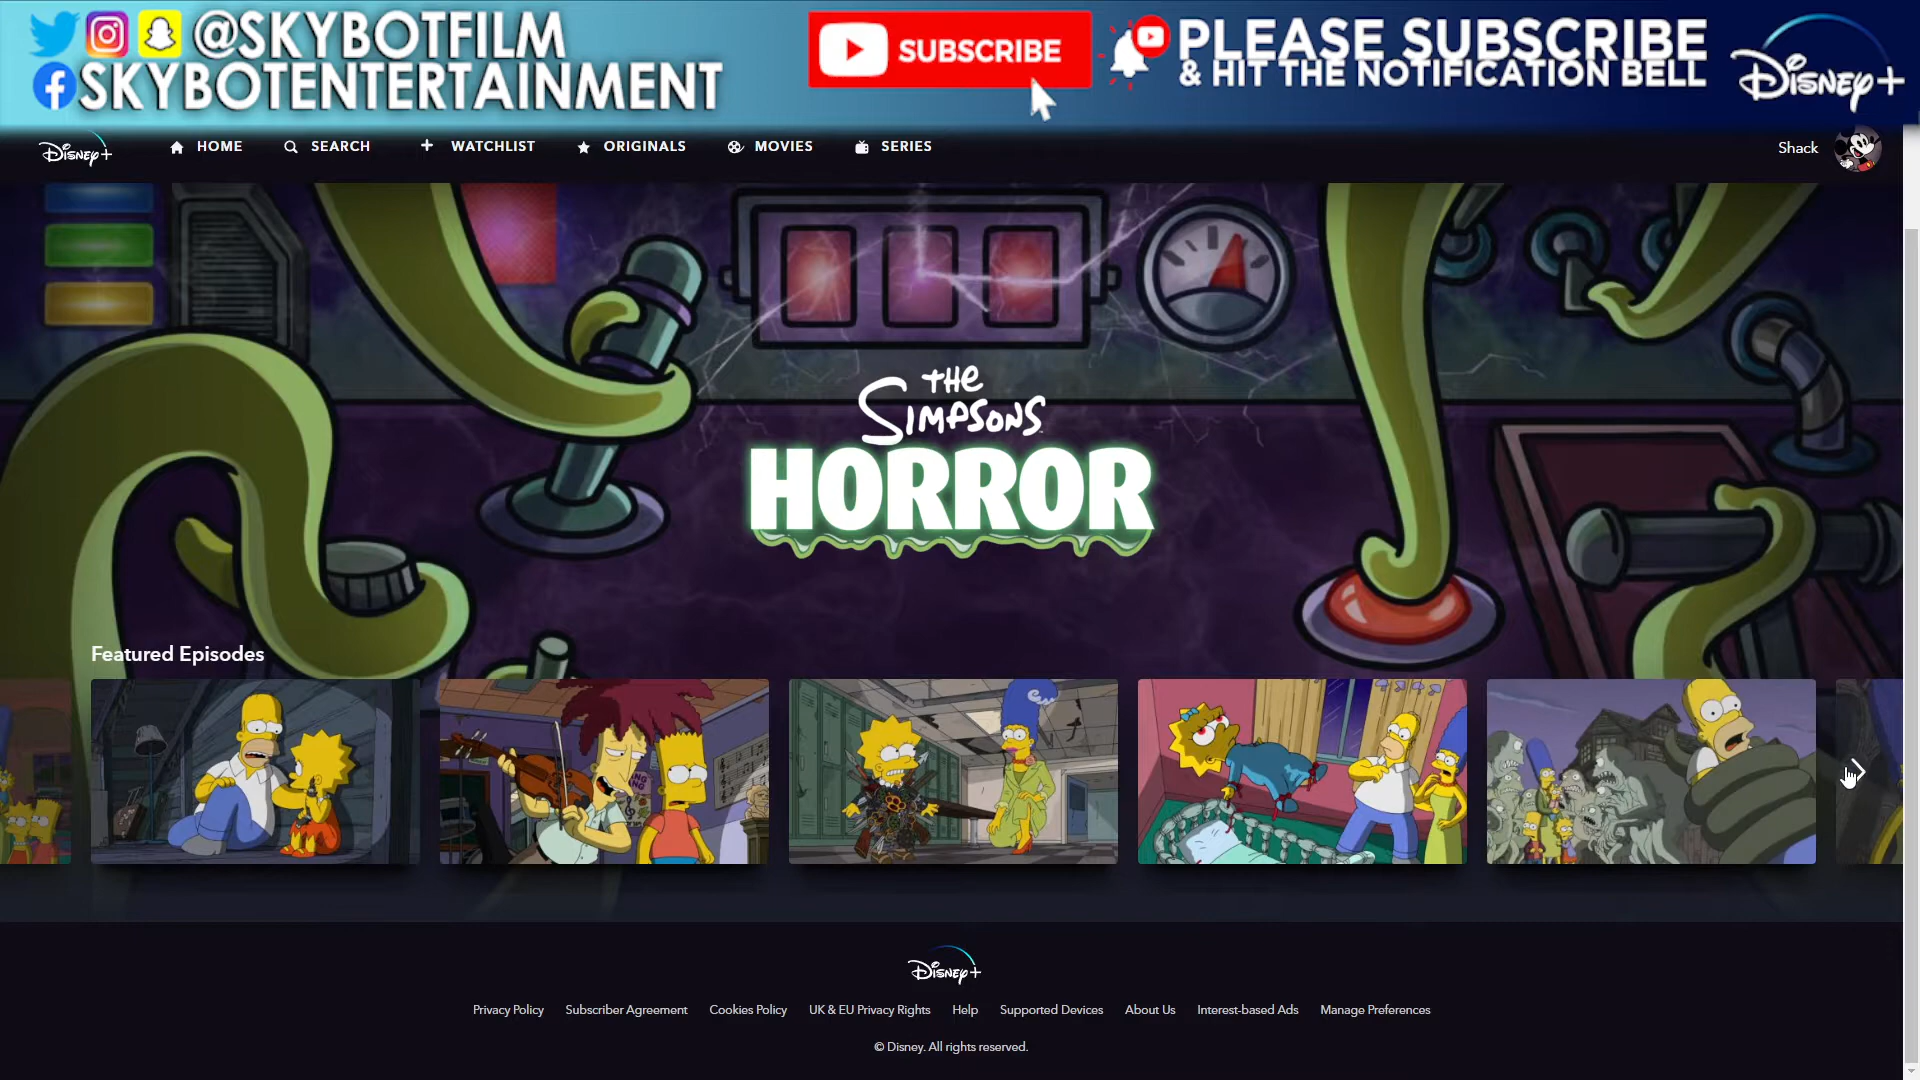 @SKYBOTFILM
SKYBOTENTERTAINMENT
SUBSCRIBE
PLEASE SUBSCRIBE
& HIT THE NOTIFICATION BELL
Disney+
Disney+
HOME
SEARCH
WATCHLIST
ORIGINALS
MOVIES
SERIES
Shack
THE
SIMPSONS
HORROR
Featured Episodes
Disney+
Privacy Policy
Subscriber Agreement
Cookies Policy
UK & EU Privacy Rights
Help
Supported Devices
About Us
Interest-based Ads
Manage Preferences
© Disney. All rights reserved.